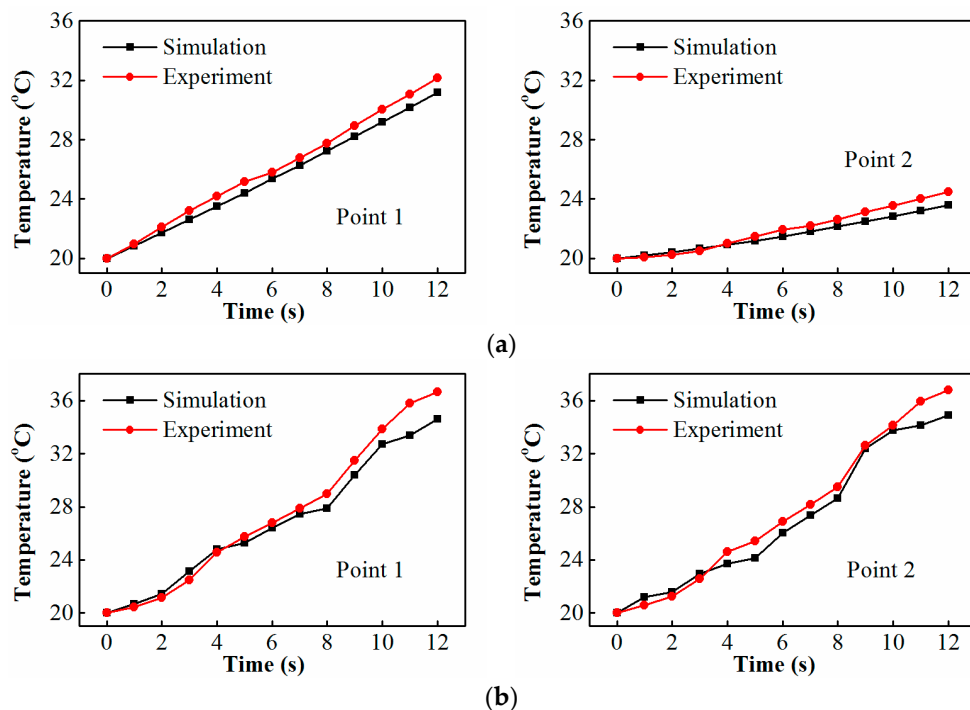 (a)
36
32
28
24
20
Temperature (°C)
Simulation
Experiment
Point 1
0 2 4 6 8 10 12
Time (s)
36
32
28
24
20
Temperature (°C)
Simulation
Experiment
Point 2
0 2 4 6 8 10 12
Time (s)
(a)
36
32
28
24
20
Temperature (°C)
Simulation
Experiment
Point 1
0 2 4 6 8 10 12
Time (s)
36
32
28
24
20
Temperature (°C)
Simulation
Experiment
Point 2
0 2 4 6 8 10 12
Time (s)
(b)